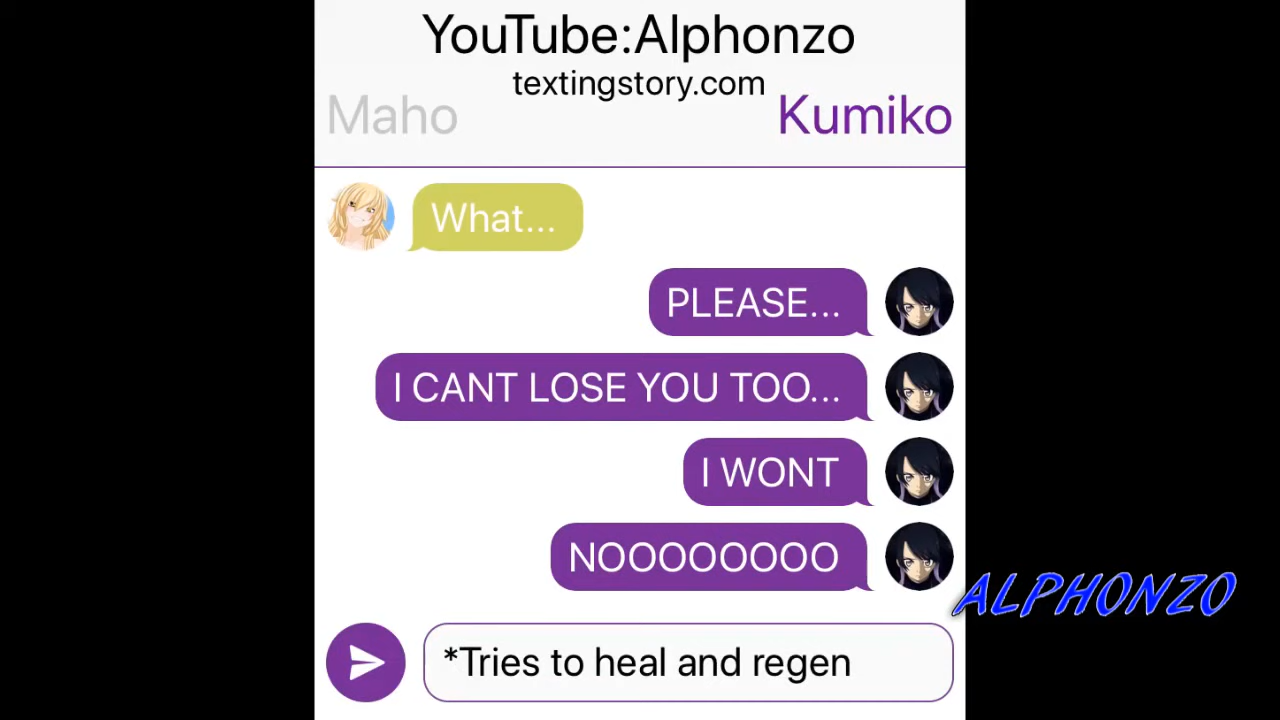 YouTube:Alphonzo
textingstory.com
Maho
Kumiko
What...
PLEASE...
I CANT LOSE YOU TOO...
I WONT
NOOOOOOOO
ALPHONZO
*Tries to heal and regen